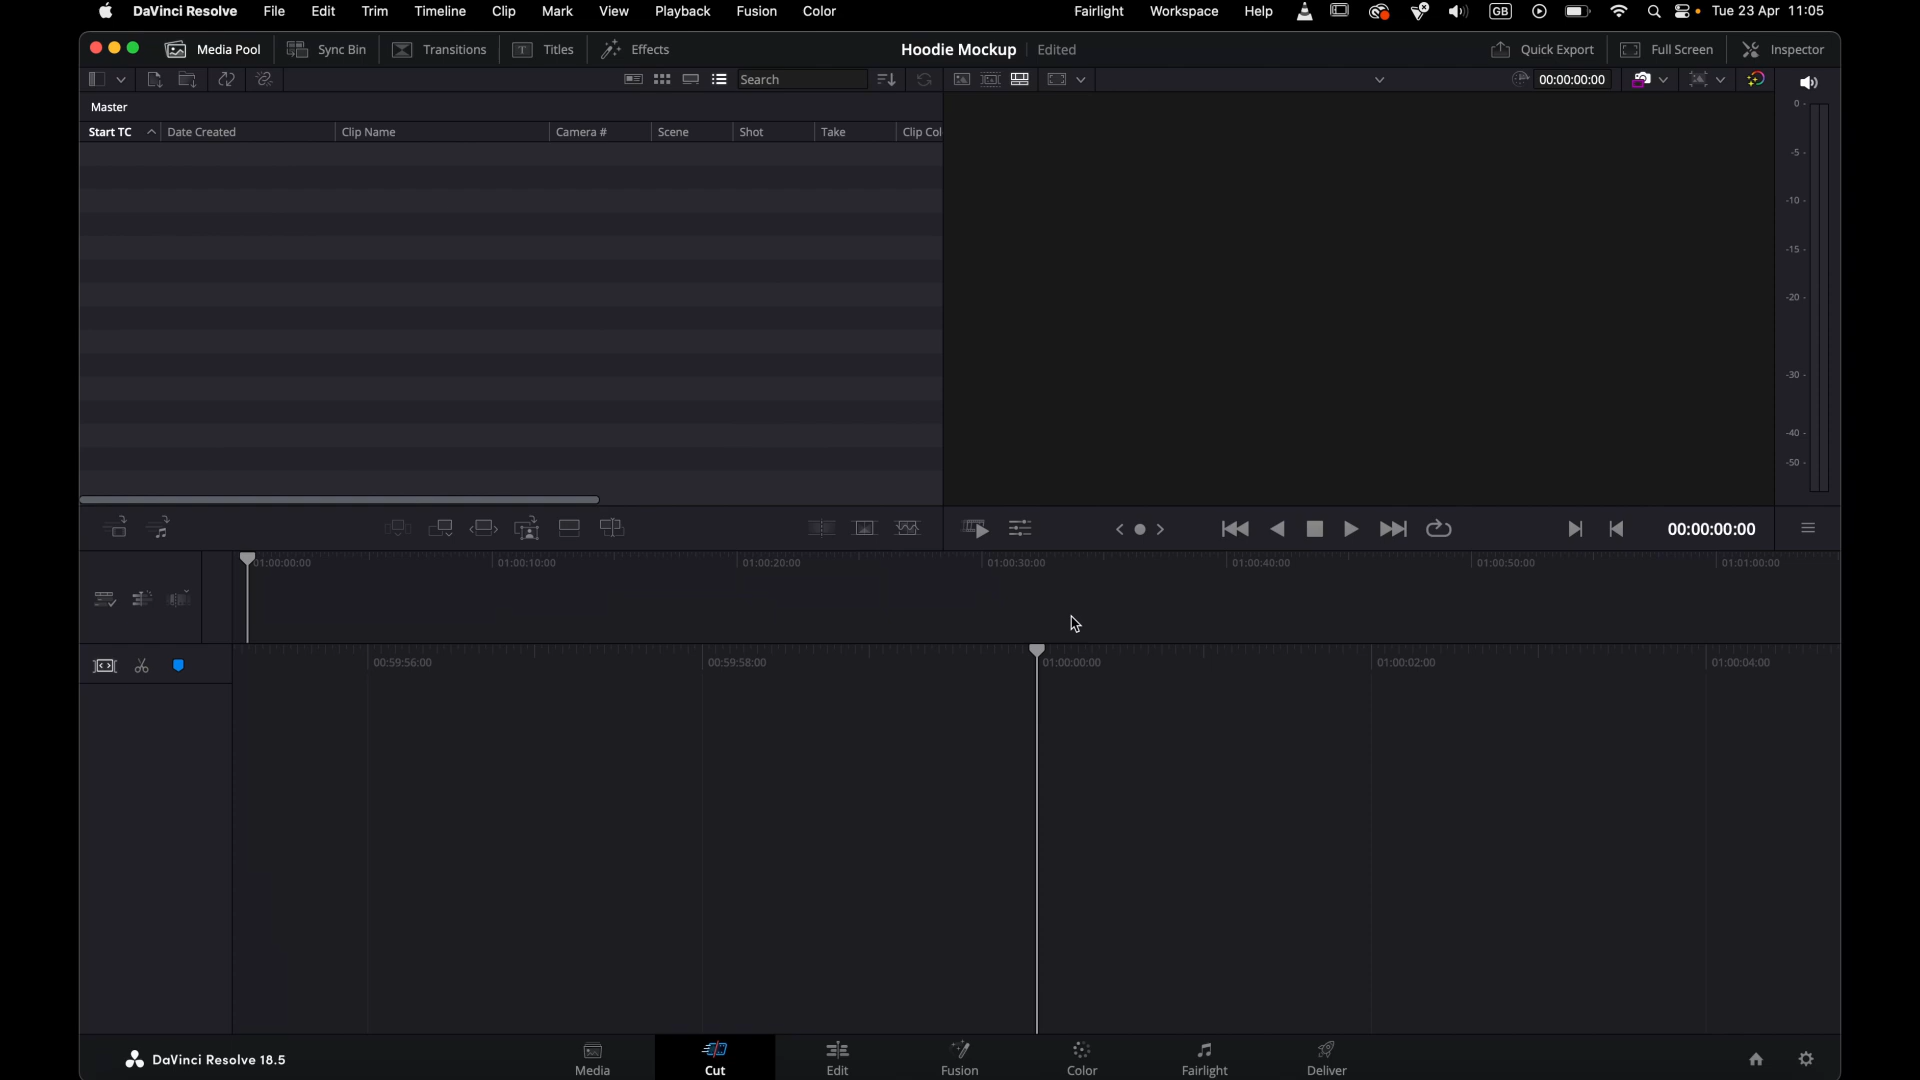 DaVinci Resolve File Edit Trim Timeline Clip Mark View Playback Fusion Color Fairlight Workspace Help GB Tue 23 Apr 11:05
Media Pool Sync Bin Transitions Titles Effects Hoodie Mockup Edited Quick Export Full Screen Inspector
Search 00:00:00:00
Master
Start TC Date Created Clip Name Camera # Scene Shot Take Clip Col
0
-5
-10
-15
-20
-30
-40
-50
00:00:00:00
01:00:00:00 01:00:10:00 01:00:20:00 01:00:30:00 01:00:40:00 01:00:50:00 01:01:00:00
00:59:56:00 00:59:58:00 01:00:00:00 01:00:02:00 01:00:04:00
DaVinci Resolve 18.5 Media Cut Edit Fusion Color Fairlight Deliver